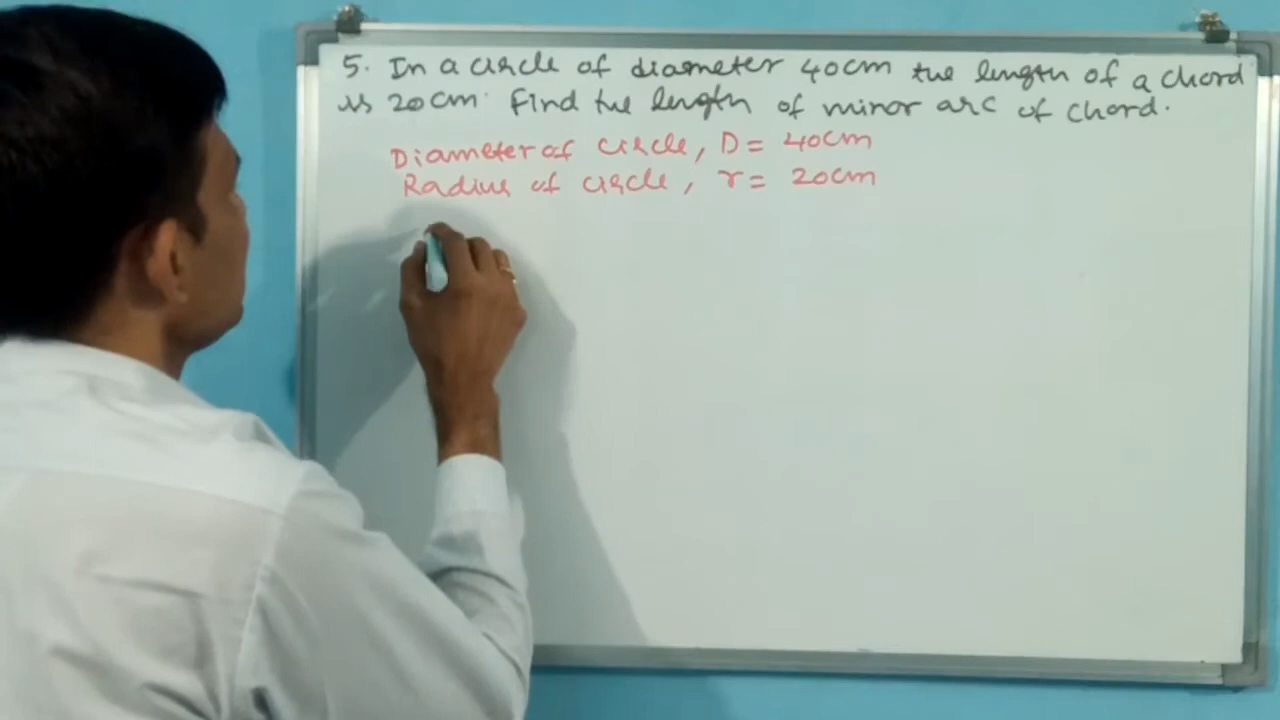 5. In a circle of diameter 40cm the length of a chord
is 20cm. Find the length of minor arc of chord.
Diameter of circle, D = 40cm
Radius of circle, r = 20cm